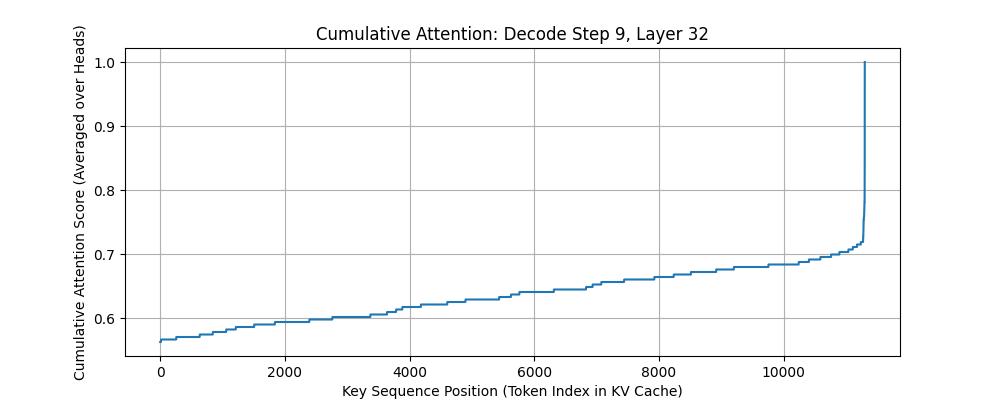 Cumulative Attention: Decode Step 9, Layer 32
Cumulative Attention Score (Averaged over Heads)
1.0
0.9
0.8
0.7
0.6
0 2000 4000 6000 8000 10000
Key Sequence Position (Token Index in KV Cache)